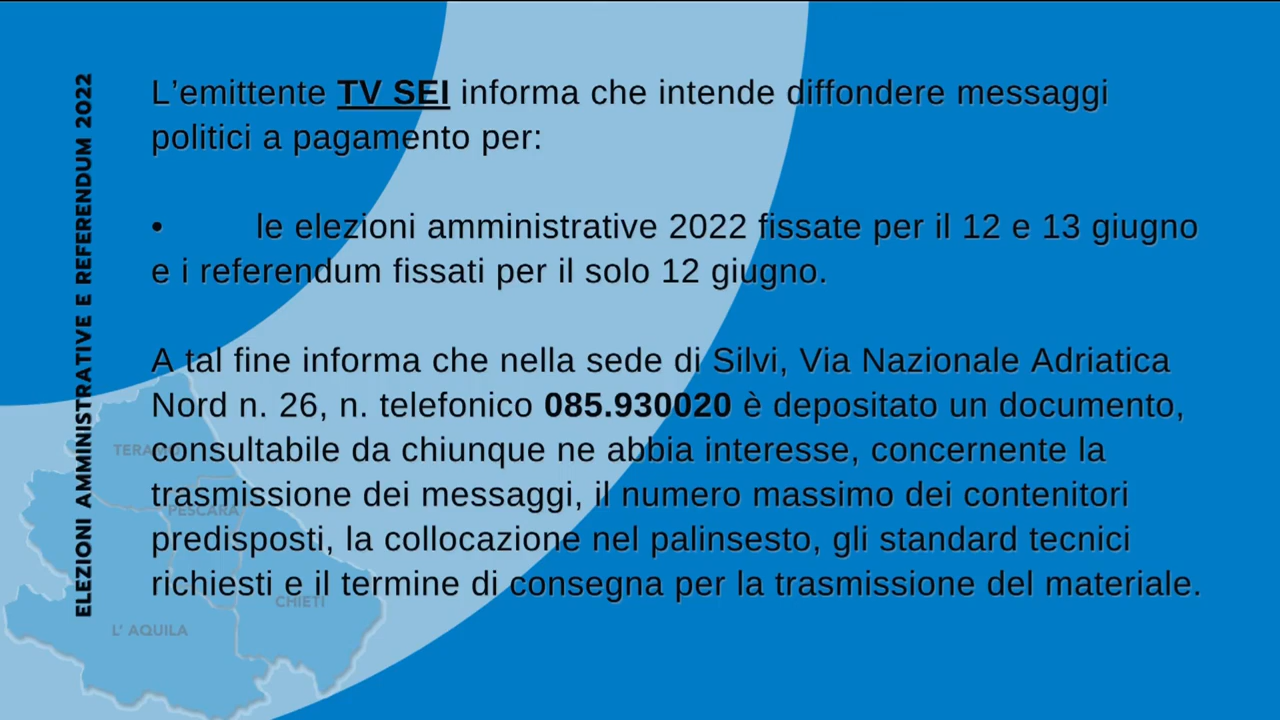 ELEZIONI AMMINISTRATIVE E REFERENDUM 2022
L’emittente TV SEI informa che intende diffondere messaggi
politici a pagamento per:
• le elezioni amministrative 2022 fissate per il 12 e 13 giugno
e i referendum fissati per il solo 12 giugno.
A tal fine informa che nella sede di Silvi, Via Nazionale Adriatica
Nord n. 26, n. telefonico 085.930020 è depositato un documento,
consultabile da chiunque ne abbia interesse, concernente la
trasmissione dei messaggi, il numero massimo dei contenitori
predisposti, la collocazione nel palinsesto, gli standard tecnici
richiesti e il termine di consegna per la trasmissione del materiale.
TERAMO
PESCARA
CHIETI
L’ AQUILA